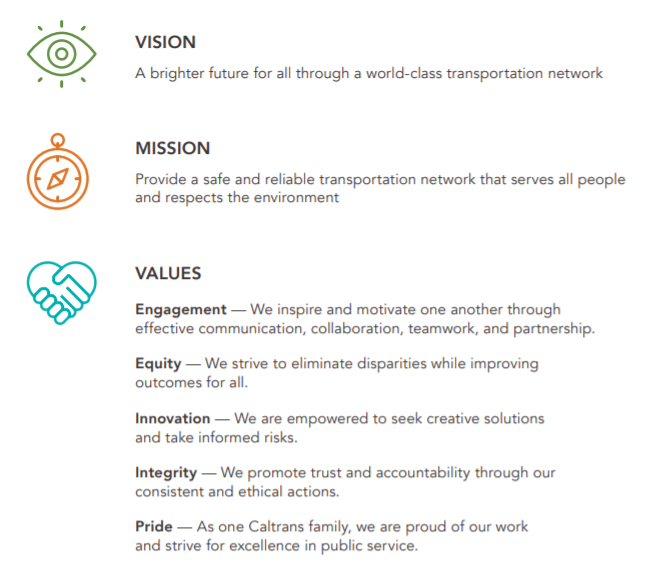 VISION
A brighter future for all through a world-class transportation network
MISSION
Provide a safe and reliable transportation network that serves all people
and respects the environment
VALUES
Engagement — We inspire and motivate one another through
effective communication, collaboration, teamwork, and partnership.
Equity — We strive to eliminate disparities while improving
outcomes for all.
Innovation — We are empowered to seek creative solutions
and take informed risks.
Integrity — We promote trust and accountability through our
consistent and ethical actions.
Pride — As one Caltrans family, we are proud of our work
and strive for excellence in public service.